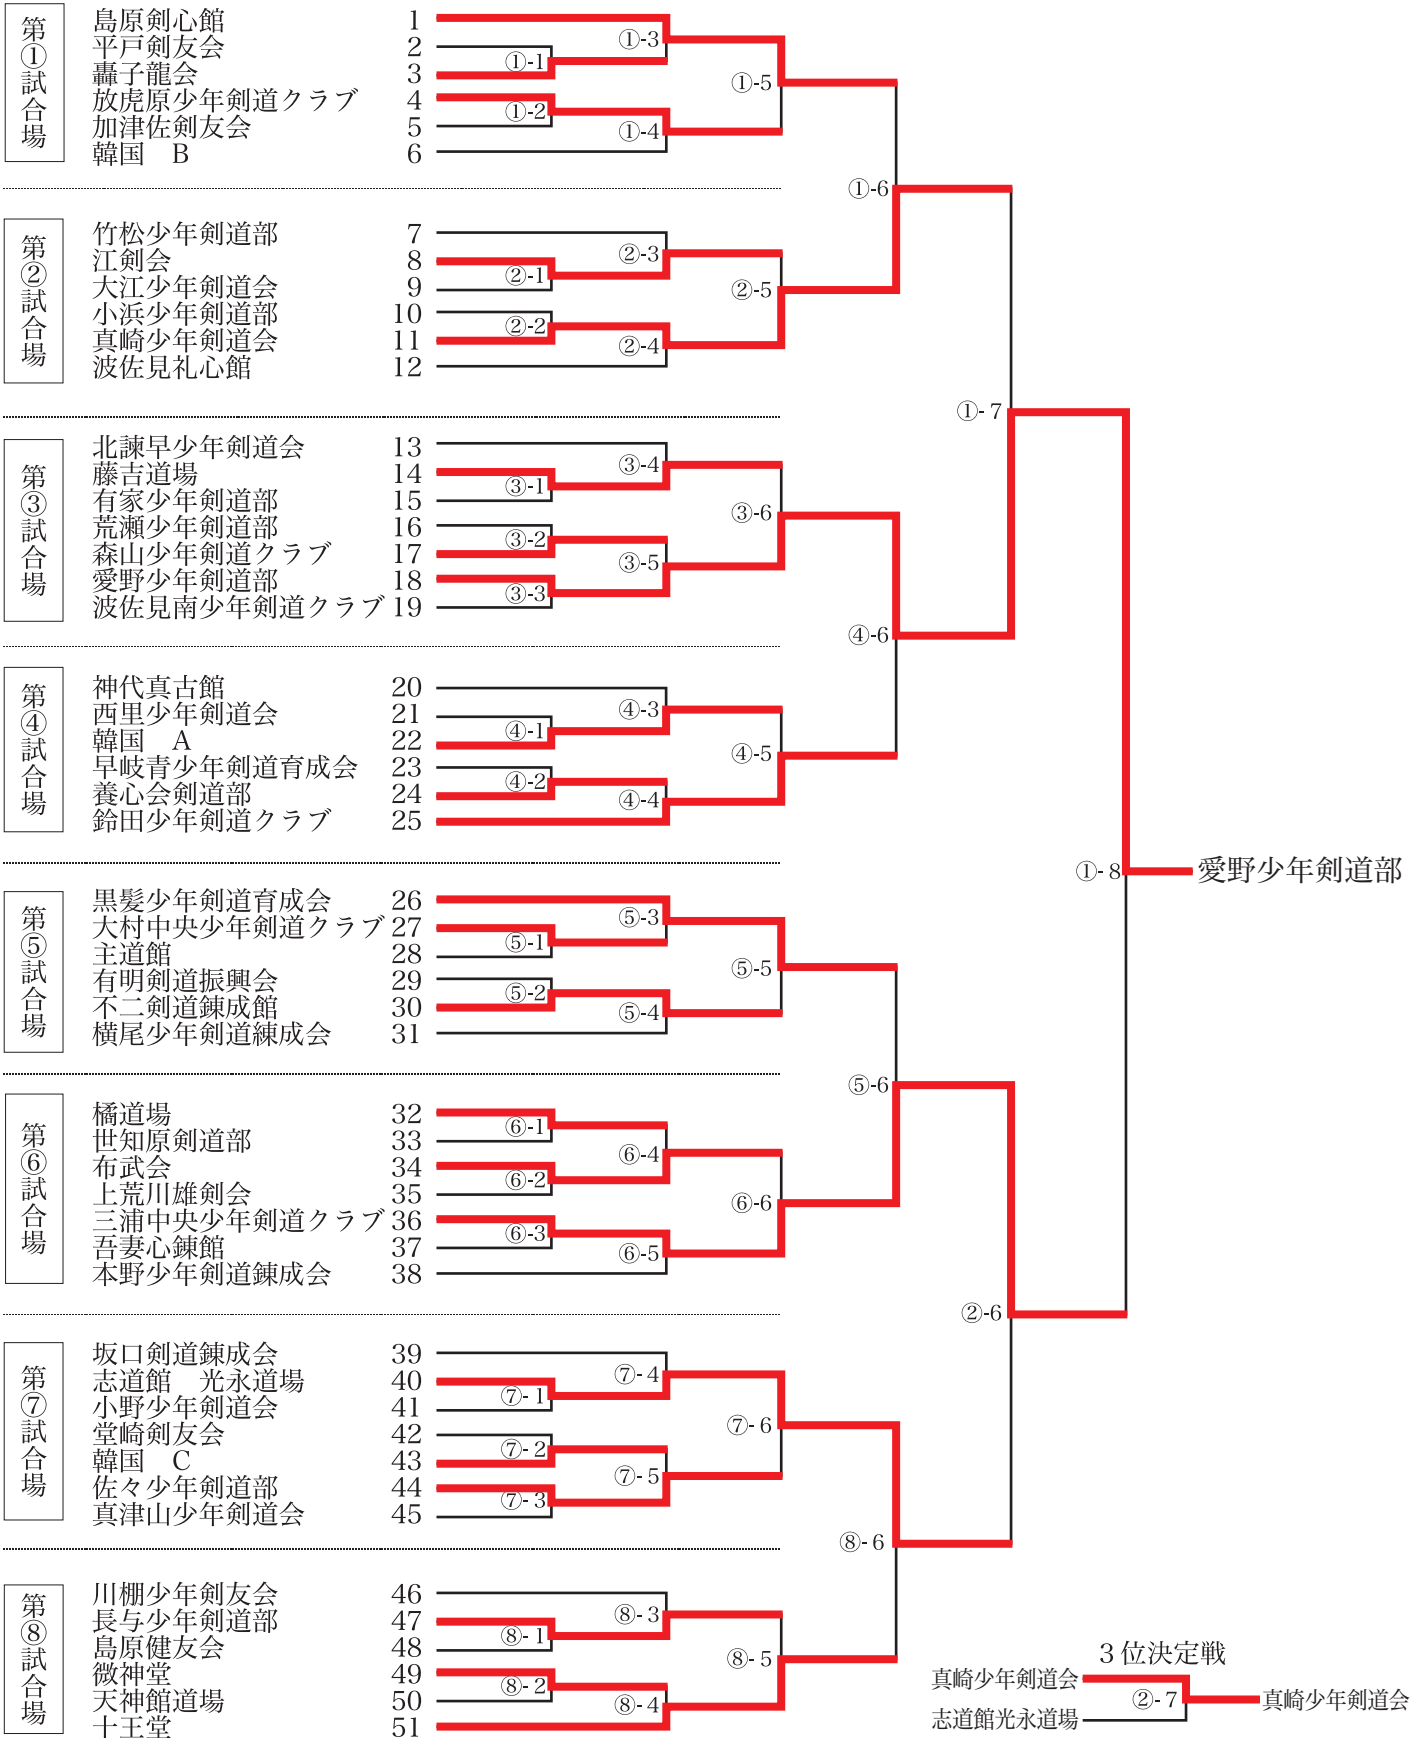 第①試合場
島原剣心館 1
平戸剣友会 2
轟子龍会 3
放虎原少年剣道クラブ 4
加津佐剣友会 5
韓国　B 6
①-1
①-2
①-3
①-4
①-5
①-6
第②試合場
竹松少年剣道部 7
江剣会 8
大江少年剣道会 9
小浜少年剣道部 10
真崎少年剣道会 11
波佐見礼心館 12
②-1
②-2
②-3
②-4
②-5
①-7
第③試合場
北諫早少年剣道会 13
藤吉道場 14
有家少年剣道部 15
荒瀬少年剣道部 16
森山少年剣道クラブ 17
愛野少年剣道部 18
波佐見南少年剣道クラブ 19
③-1
③-2
③-3
③-4
③-5
③-6
④-6
第④試合場
神代真古館 20
西里少年剣道会 21
韓国　A 22
早岐青少年剣道育成会 23
養心会剣道部 24
鈴田少年剣道クラブ 25
④-1
④-2
④-3
④-4
④-5
①-8 愛野少年剣道部
第⑤試合場
黒髪少年剣道育成会 26
大村中央少年剣道クラブ 27
主道館 28
有明剣道振興会 29
不二剣道錬成館 30
横尾少年剣道練成会 31
⑤-1
⑤-2
⑤-3
⑤-4
⑤-5
⑤-6
第⑥試合場
橘道場 32
世知原剣道部 33
布武会 34
上荒川雄剣会 35
三浦中央少年剣道クラブ 36
吾妻心錬館 37
本野少年剣道錬成会 38
⑥-1
⑥-2
⑥-3
⑥-4
⑥-5
⑥-6
②-6
第⑦試合場
坂口剣道錬成会 39
志道館　光永道場 40
小野少年剣道会 41
堂崎剣友会 42
韓国　C 43
佐々少年剣道部 44
真津山少年剣道会 45
⑦-1
⑦-2
⑦-3
⑦-4
⑦-5
⑦-6
⑧-6
第⑧試合場
川棚少年剣友会 46
長与少年剣道部 47
島原健友会 48
微神堂 49
天神館道場 50
十王堂 51
⑧-1
⑧-2
⑧-3
⑧-4
⑧-5
３位決定戦
真崎少年剣道会
志道館光永道場
②-7
真崎少年剣道会